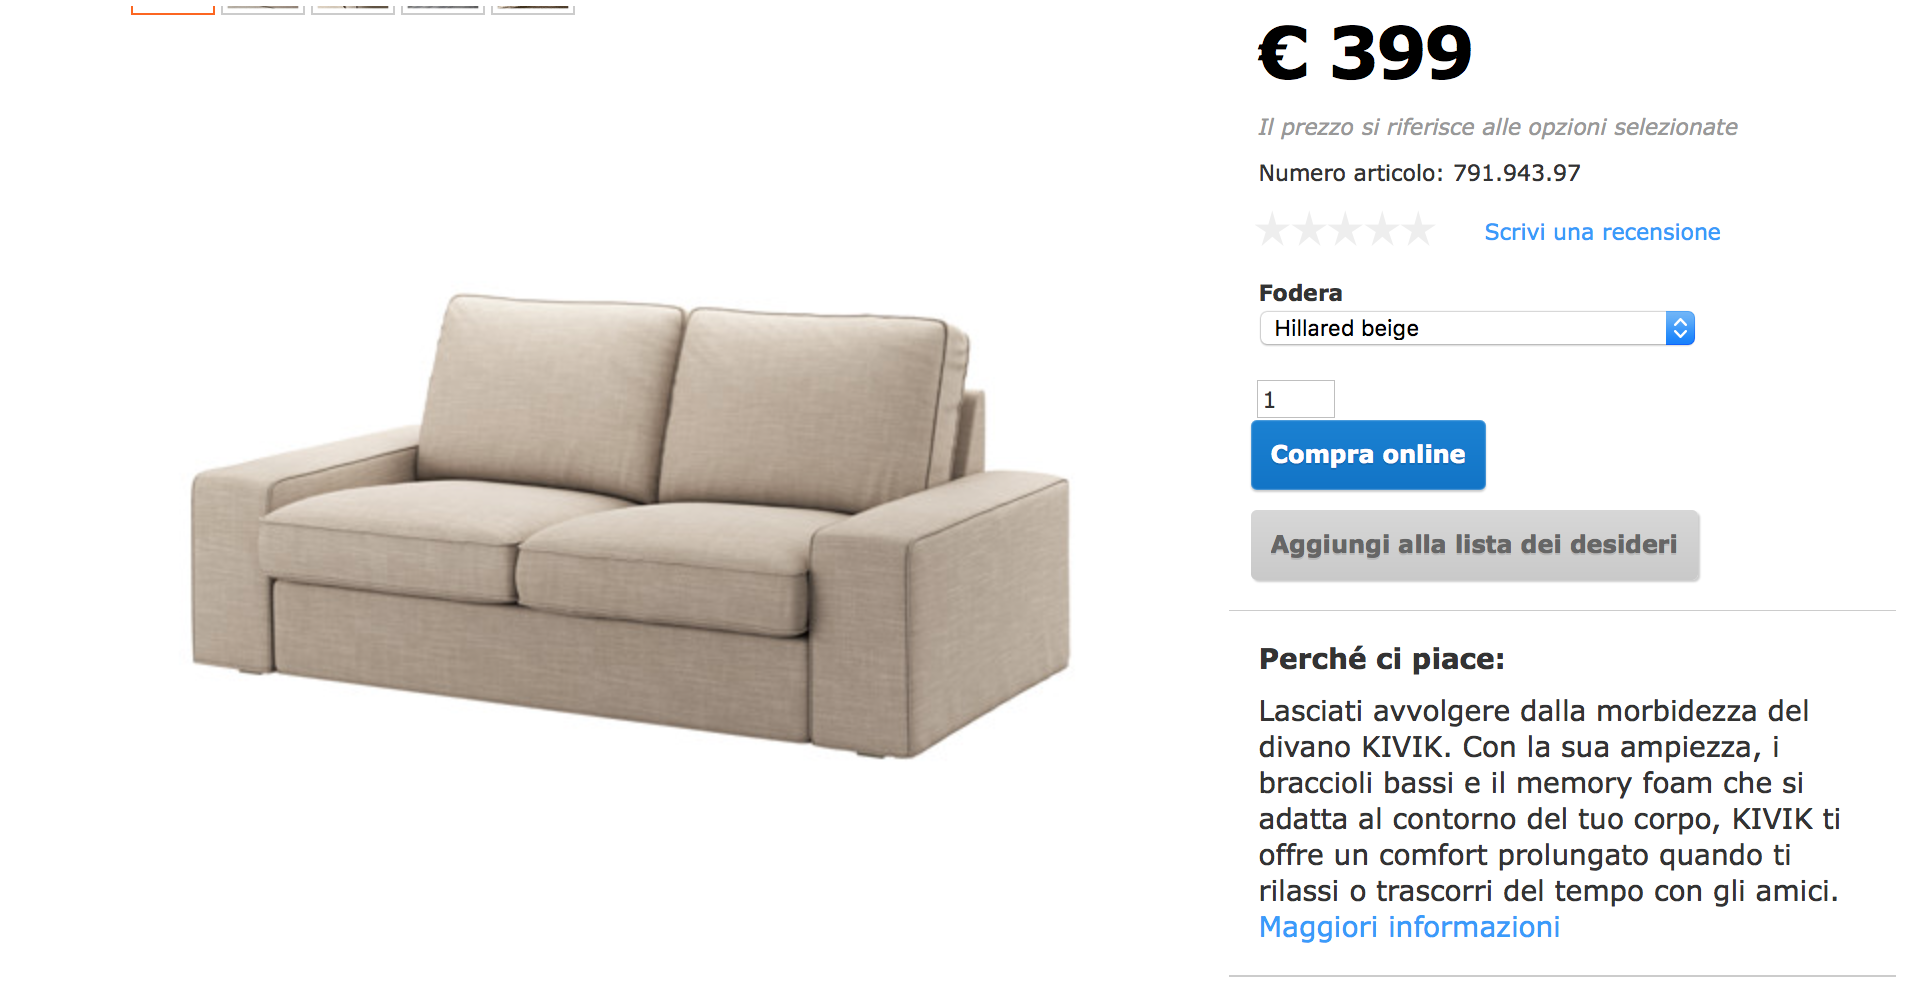 € 399
Il prezzo si riferisce alle opzioni selezionate
Numero articolo: 791.943.97
Scrivi una recensione
Fodera
Hillared beige
1
Compra online
Aggiungi alla lista dei desideri
Perché ci piace:
Lasciati avvolgere dalla morbidezza del
divano KIVIK. Con la sua ampiezza, i
braccioli bassi e il memory foam che si
adatta al contorno del tuo corpo, KIVIK ti
offre un comfort prolungato quando ti
rilassi o trascorri del tempo con gli amici.
Maggiori informazioni